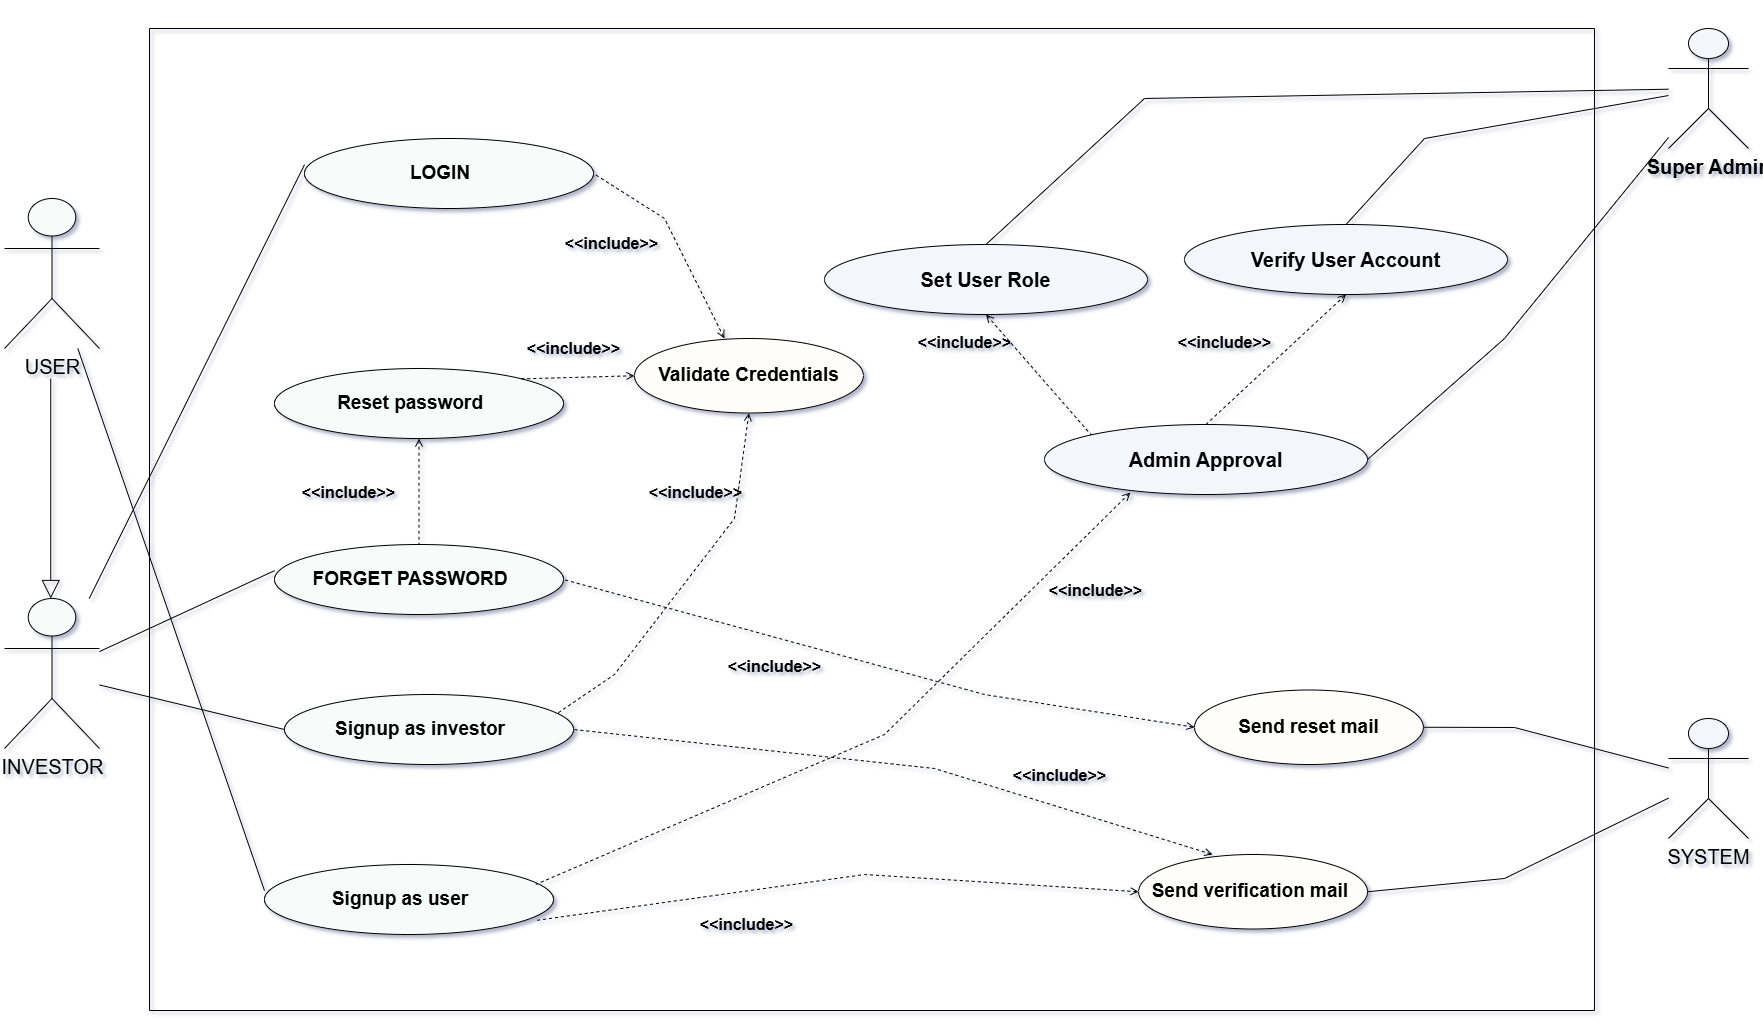 Super Admin
LOGIN
<<include>>
Verify User Account
Set User Role
<<include>>
<<include>>
<<include>>
USER
Validate Credentials
Reset password
Admin Approval
<<include>>
<<include>>
FORGET PASSWORD
<<include>>
<<include>>
Signup as investor
Send reset mail
INVESTOR
<<include>>
SYSTEM
Send verification mail
Signup as user
<<include>>